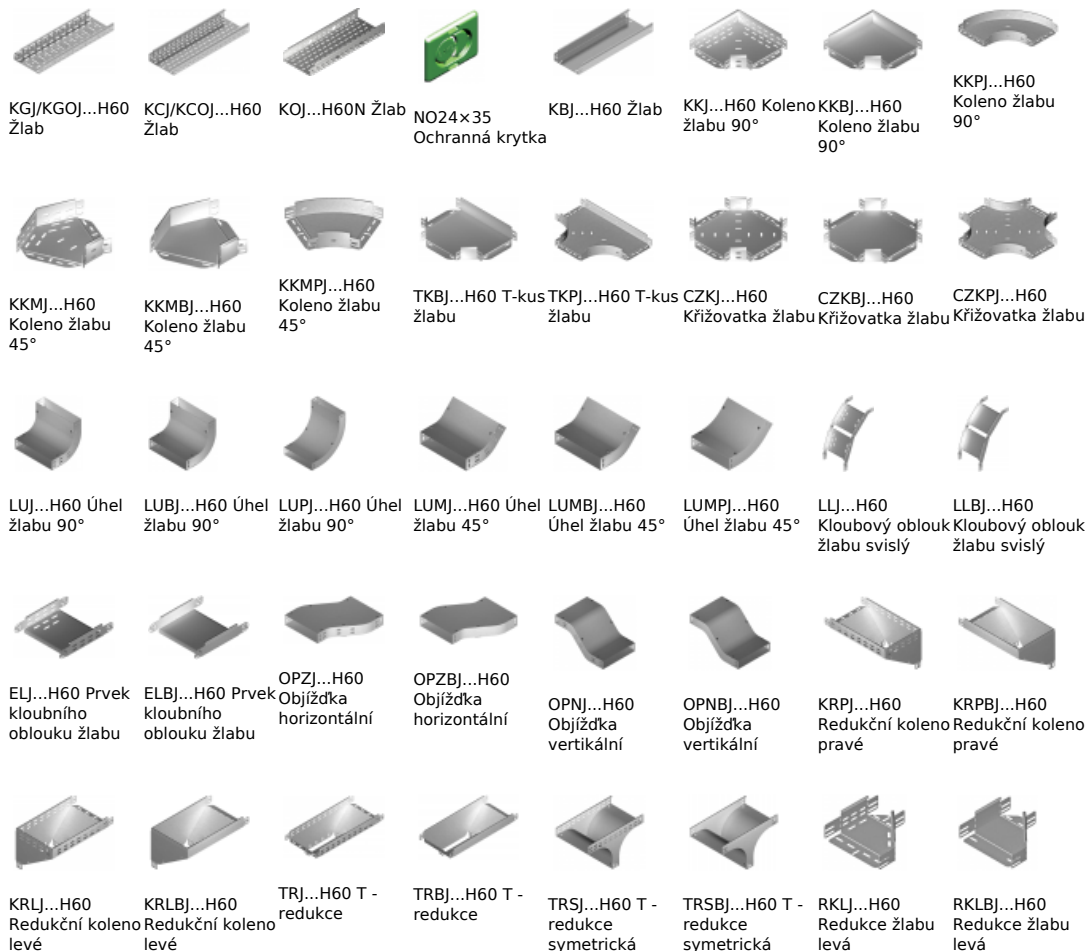 KGJ/KGOJ...H60
Žlab
KCJ/KCOJ...H60
Žlab
KOJ...H60N Žlab
NO24×35
Ochranná krytka
KBJ...H60 Žlab
KKJ...H60 Koleno
žlabu 90°
KKBJ...H60
Koleno žlabu
90°
KKPJ...H60
Koleno žlabu
90°
KKMJ...H60
Koleno žlabu
45°
KKMBJ...H60
Koleno žlabu
45°
KKMPJ...H60
Koleno žlabu
45°
TKBJ...H60 T-kus
žlabu
TKPJ...H60 T-kus
žlabu
CZKJ...H60
Křižovatka žlabu
CZKBJ...H60
Křižovatka žlabu
CZKPJ...H60
Křižovatka žlabu
LUJ...H60 Úhel
žlabu 90°
LUBJ...H60 Úhel
žlabu 90°
LUPJ...H60 Úhel
žlabu 90°
LUMJ...H60 Úhel
žlabu 45°
LUMBJ...H60
Úhel žlabu 45°
LUMPJ...H60
Úhel žlabu 45°
LLJ...H60
Kloubový oblouk
žlabu svislý
LLBJ...H60
Kloubový oblouk
žlabu svislý
ELJ...H60 Prvek
kloubního
oblouku žlabu
ELBJ...H60 Prvek
kloubního
oblouku žlabu
OPZJ...H60
Objížďka
horizontální
OPZBJ...H60
Objížďka
horizontální
OPNJ...H60
Objížďka
vertikální
OPNBJ...H60
Objížďka
vertikální
KRPJ...H60
Redukční koleno
pravé
KRPBJ...H60
Redukční koleno
pravé
KRLJ...H60
Redukční koleno
levé
KRLBJ...H60
Redukční koleno
levé
TRJ...H60 T -
redukce
TRBJ...H60 T -
redukce
TRSJ...H60 T -
redukce
symetrická
TRSBJ...H60 T -
redukce
symetrická
RKLJ...H60
Redukce žlabu
levá
RKLBJ...H60
Redukce žlabu
levá